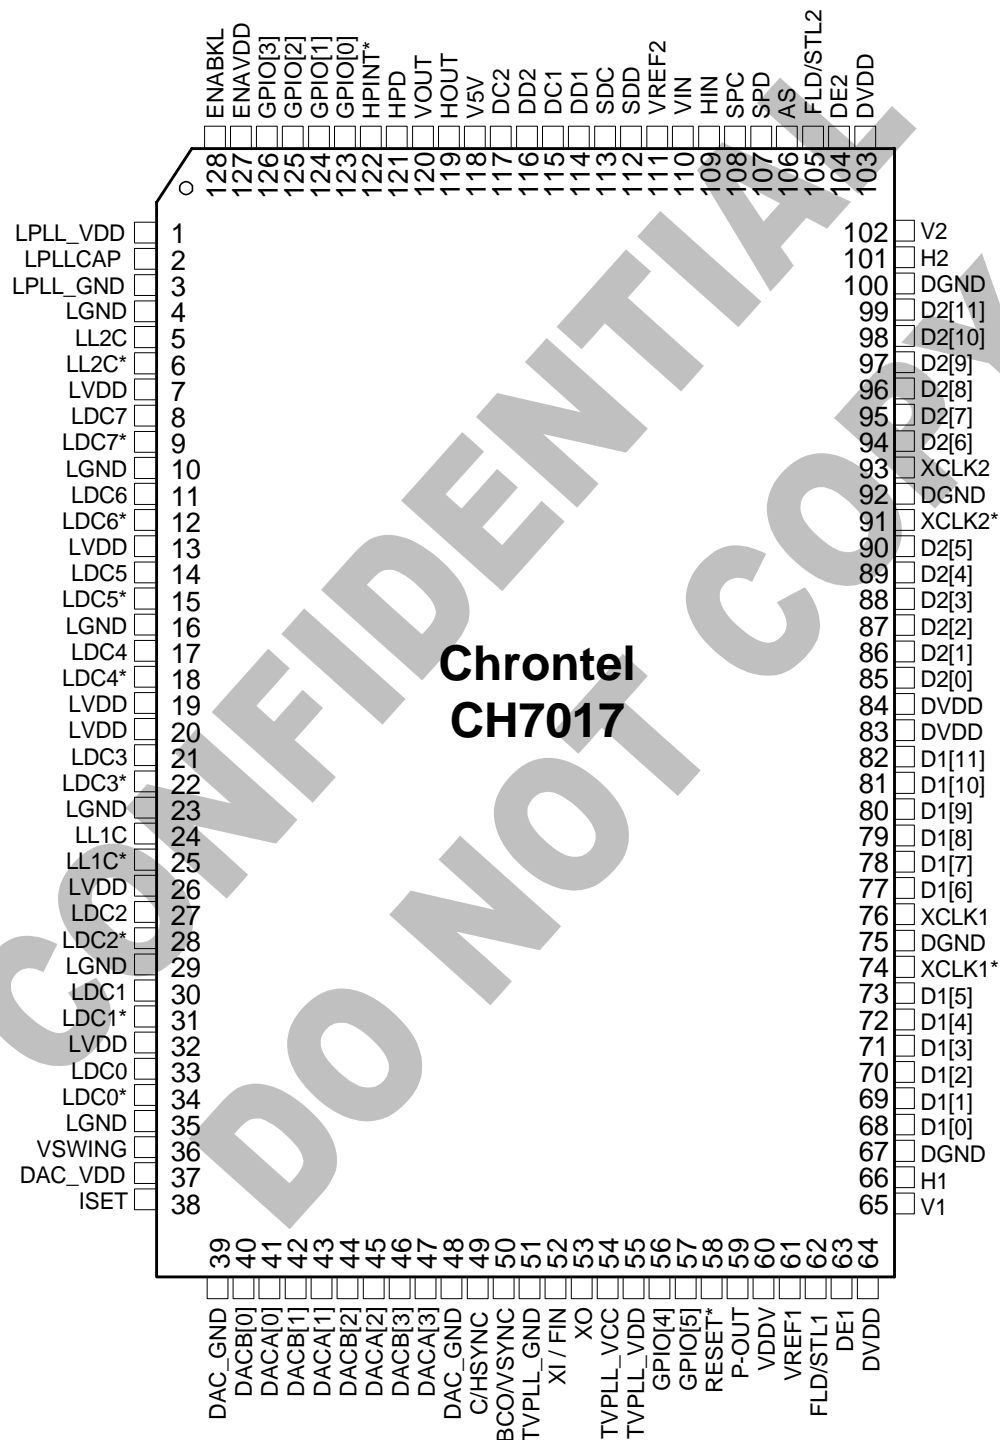 ENABKL
ENAVDD
GPIO[3]
GPIO[2]
GPIO[1]
GPIO[0]
HPINT*
HPD
VOUT
HOUT
V5V
DC2
DD2
DC1
DD1
SDC
SDD
VREF2
VIN
HIN
SPC
SPD
AS
FLD/STL2
DE2
DVDD
128
127
126
125
124
123
122
121
120
119
118
117
116
115
114
113
112
111
110
109
108
107
106
105
104
103
LPLL_VDD 1
LPLLCAP 2
LPLL_GND 3
LGND 4
LL2C 5
LL2C* 6
LVDD 7
LDC7 8
LDC7* 9
LGND 10
LDC6 11
LDC6* 12
LVDD 13
LDC5 14
LDC5* 15
LGND 16
LDC4 17
LDC4* 18
LVDD 19
LVDD 20
LDC3 21
LDC3* 22
LGND 23
LL1C 24
LL1C* 25
LVDD 26
LDC2 27
LDC2* 28
LGND 29
LDC1 30
LDC1* 31
LVDD 32
LDC0 33
LDC0* 34
LGND 35
VSWING 36
DAC_VDD 37
ISET 38
Chrontel
CH7017
CONFIDENTIAL
DO NOT COPY
102 V2
101 H2
100 DGND
99 D2[11]
98 D2[10]
97 D2[9]
96 D2[8]
95 D2[7]
94 D2[6]
93 XCLK2
92 DGND
91 XCLK2*
90 D2[5]
89 D2[4]
88 D2[3]
87 D2[2]
86 D2[1]
85 D2[0]
84 DVDD
83 DVDD
82 D1[11]
81 D1[10]
80 D1[9]
79 D1[8]
78 D1[7]
77 D1[6]
76 XCLK1
75 DGND
74 XCLK1*
73 D1[5]
72 D1[4]
71 D1[3]
70 D1[2]
69 D1[1]
68 D1[0]
67 DGND
66 H1
65 V1
39
40
41
42
43
44
45
46
47
48
49
50
51
52
53
54
55
56
57
58
59
60
61
62
63
64
DAC_GND
DACB[0]
DACA[0]
DACB[1]
DACA[1]
DACB[2]
DACA[2]
DACB[3]
DACA[3]
DAC_GND
C/HSYNC
BCO/VSYNC
TVPLL_GND
XI / FIN
XO
TVPLL_VCC
TVPLL_VDD
GPIO[4]
GPIO[5]
RESET*
P-OUT
VDDV
VREF1
FLD/STL1
DE1
DVDD